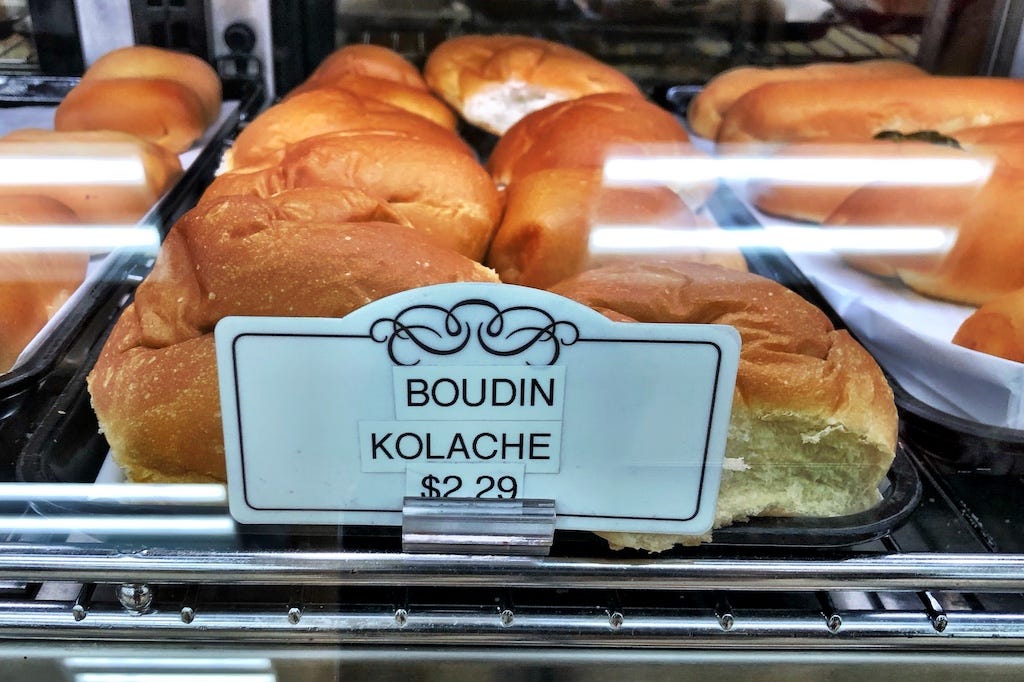 BOUDIN
KOLACHE
$2.29